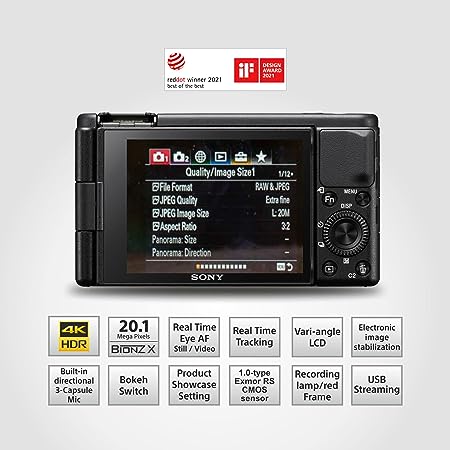 reddot winner 2021
best of the best
iF
DESIGN
AWARD
2021
1
2
Quality/Image Size1
1/12
File Format RAW & JPEG
JPEG Quality Extra fine
JPEG Image Size L: 20M
Aspect Ratio 3:2
Panorama: Size -
Panorama: Direction -
SONY
MENU
Fn
DISP
C2
4K
HDR
20.1
Mega Pixels
BIONZ X
Real Time
Eye AF
Still / Video
Real Time
Tracking
Vari-angle
LCD
Electronic
image
stabilization
Built-in
directional
3-Capsule
Mic
Bokeh
Switch
Product
Showcase
Setting
1.0-type
Exmor RS
CMOS
sensor
Recording
lamp/red
Frame
USB
Streaming